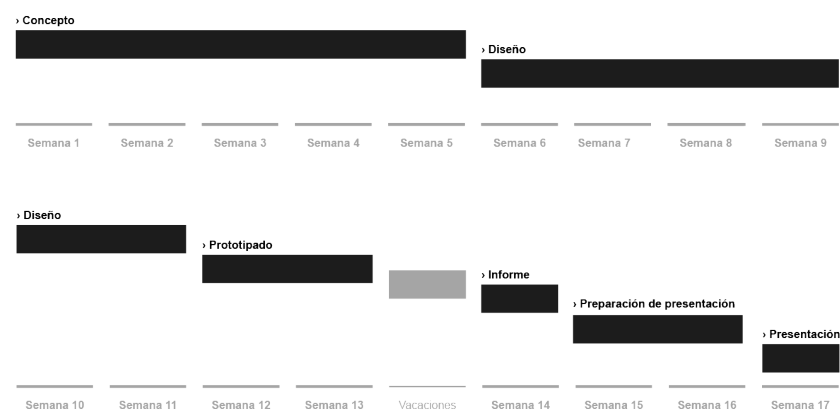 › Concepto
› Diseño
Semana 1 Semana 2 Semana 3 Semana 4 Semana 5 Semana 6 Semana 7 Semana 8 Semana 9
› Diseño
› Prototipado
› Informe
› Preparación de presentación
› Presentación
Semana 10 Semana 11 Semana 12 Semana 13 Vacaciones Semana 14 Semana 15 Semana 16 Semana 17